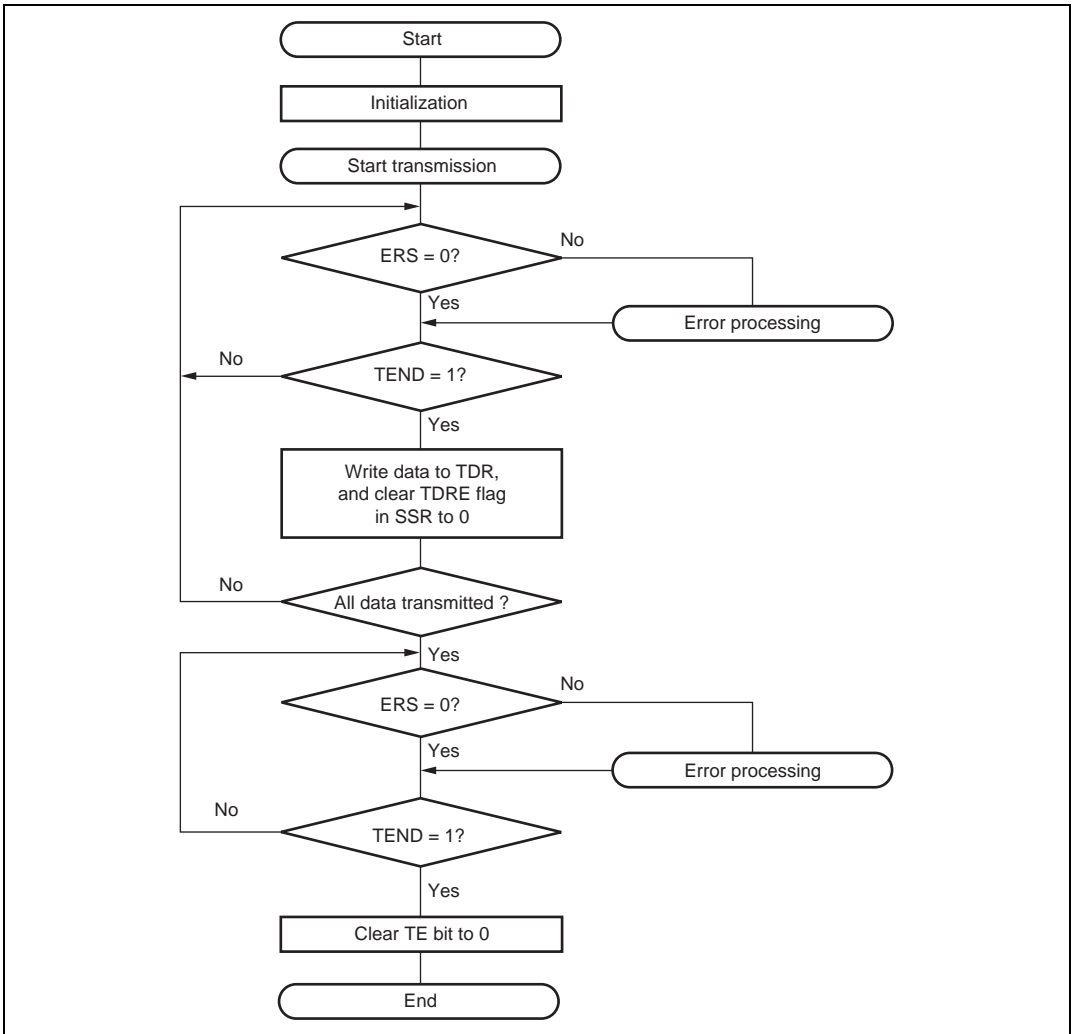 Start
Initialization
Start transmission
ERS = 0?
No
Yes
Error processing
No
TEND = 1?
Yes
Write data to TDR,
and clear TDRE flag
in SSR to 0
No
All data transmitted ?
Yes
No
ERS = 0?
Yes
Error processing
No
TEND = 1?
Yes
Clear TE bit to 0
End